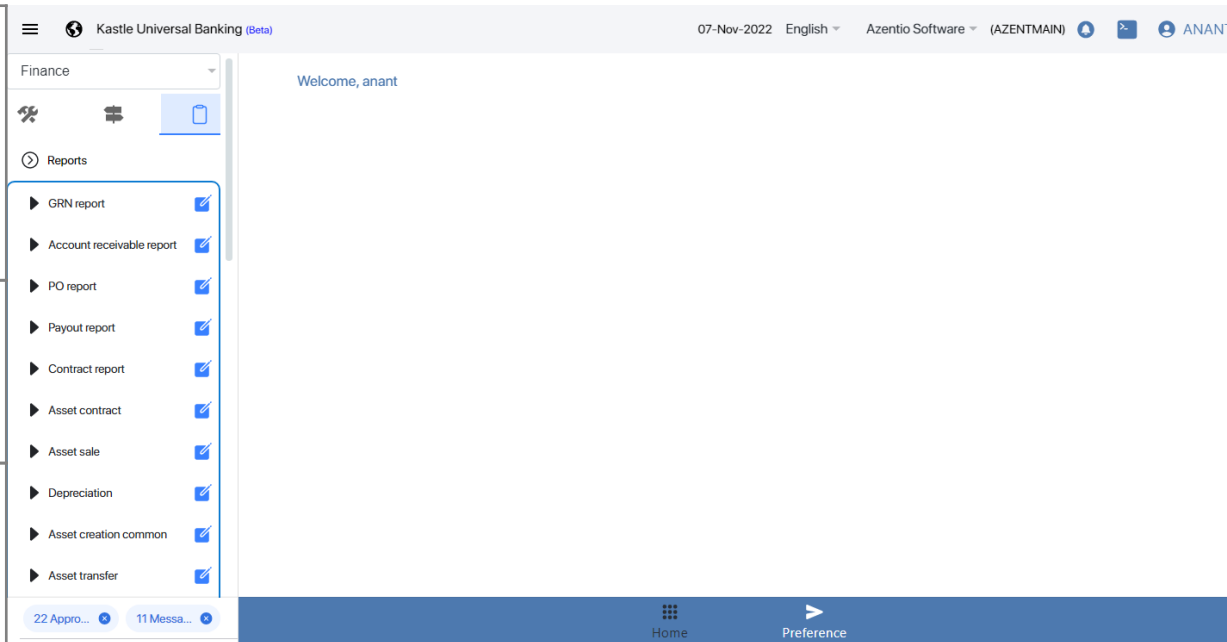 Kastle Universal Banking (Beta)
07-Nov-2022 English Azentio Software (AZENTMAIN) ANANT
Finance
Welcome, anant
Reports
GRN report
Account receivable report
PO report
Payout report
Contract report
Asset contract
Asset sale
Depreciation
Asset creation common
Asset transfer
22 Appro... 11 Messa...
Home Preference